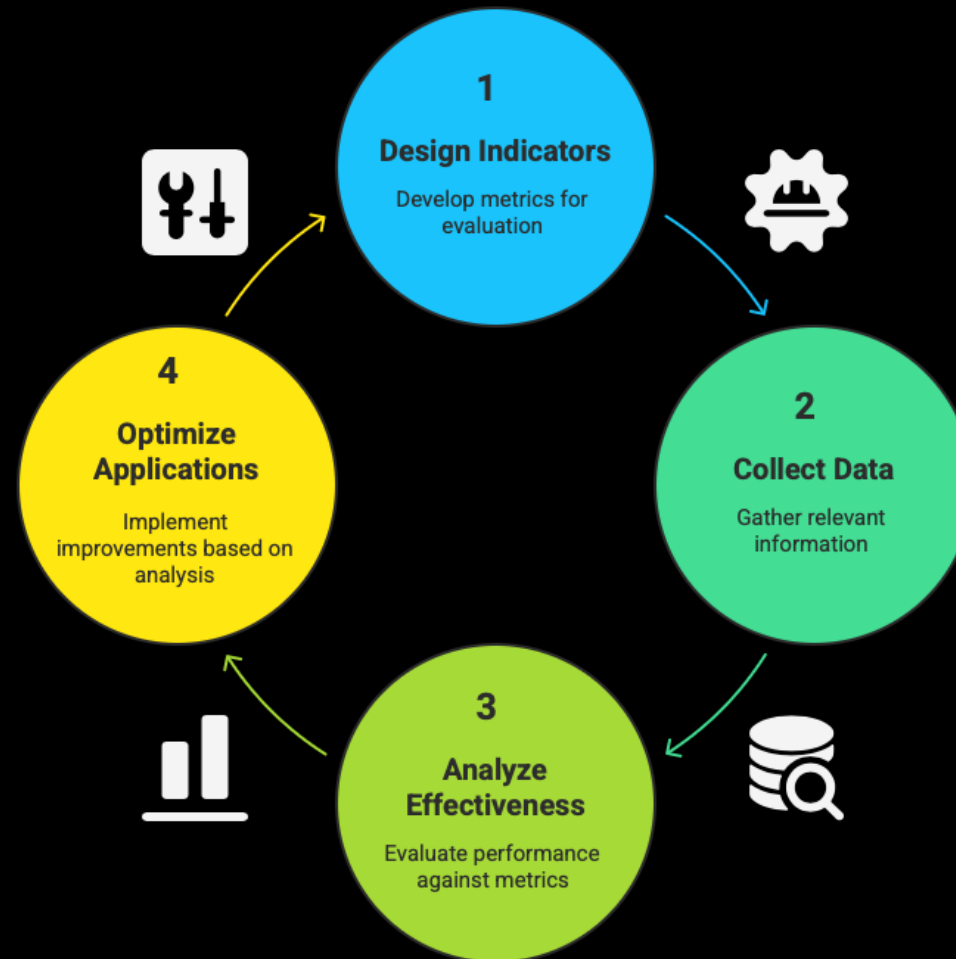 1
Design Indicators
Develop metrics for
evaluation
2
Collect Data
Gather relevant
information
3
Analyze
Effectiveness
Evaluate performance
against metrics
4
Optimize
Applications
Implement
improvements based on
analysis